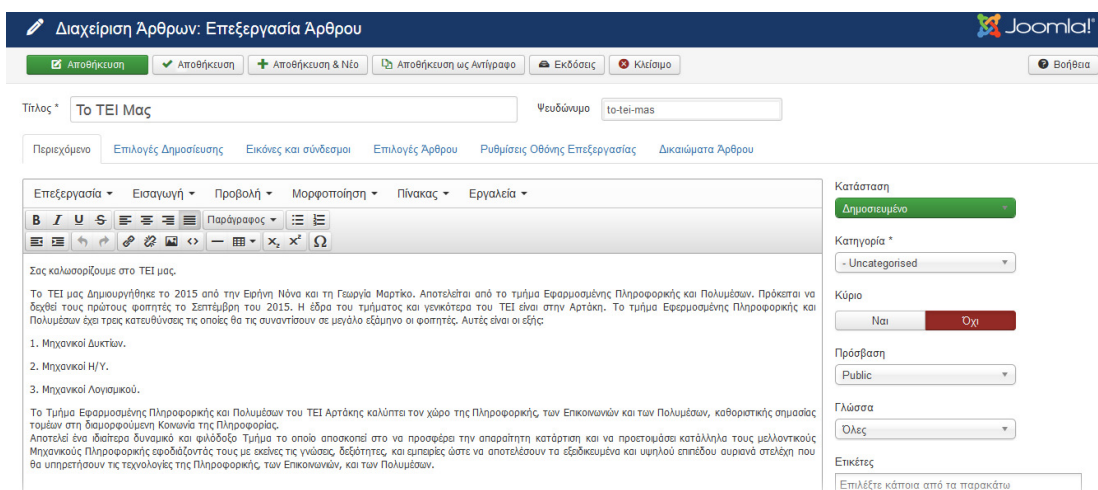 Διαχείριση Άρθρων: Επεξεργασία Άρθρου
Joomla!
Αποθήκευση
Αποθήκευση
Αποθήκευση & Νέο
Αποθήκευση ως Αντίγραφο
Εκδόσεις
Κλείσιμο
Βοήθεια
Τίτλος *
Το ΤΕΙ Μας
Ψευδώνυμο
to-tei-mas
Περιεχόμενο
Επιλογές Δημοσίευσης
Εικόνες και σύνδεσμοι
Επιλογές Άρθρου
Ρυθμίσεις Οθόνης Επεξεργασίας
Δικαιώματα Άρθρου
Επεξεργασία
Εισαγωγή
Προβολή
Μορφοποίηση
Πίνακας
Εργαλεία
Παράγραφος
Σας καλωσορίζουμε στο ΤΕΙ μας.
Το ΤΕΙ μας Δημιουργήθηκε το 2015 από την Ειρήνη Νόνα και τη Γεωργία Μαρτίκο. Αποτελείται από το τμήμα Εφαρμοσμένης Πληροφορικής και Πολυμέσων. Πρόκειται να
δεχθεί τους πρώτους φοιτητές το Σεπτέμβρη του 2015. Η έδρα του τμήματος και γενικότερα του ΤΕΙ είναι στην Αρτάκη. Το τμήμα Εφερμοσμένης Πληροφορικής και
Πολυμέσων έχει τρεις κατευθύνσεις τις οποίες θα τις συναντίσουν σε μεγάλο εξάμηνο οι φοιτητές. Αυτές είναι οι εξής:
1. Μηχανικοί Δυκτίων.
2. Μηχανικοί Η/Υ.
3. Μηχανικοί Λογισμικού.
Το Τμήμα Εφαρμοσμένης Πληροφορικής και Πολυμέσων του ΤΕΙ Αρτάκης καλύπτει τον χώρο της Πληροφορικής, των Επικοινωνιών και των Πολυμέσων, καθοριστικής σημασίας
τομέων στη διαμορφούμενη Κοινωνία της Πληροφορίας.
Αποτελεί ένα ιδιαίτερα δυναμικό και φιλόδοξο Τμήμα το οποίο αποσκοπεί στο να προσφέρει την απαραίτητη κατάρτιση και να προετοιμάσει κατάλληλα τους μελλοντικούς
Μηχανικούς Πληροφορικής εφοδιάζοντάς τους με εκείνες τις γνώσεις, δεξιότητες, και εμπειρίες ώστε να αποτελέσουν τα εξειδικευμένα και υψηλού επιπέδου αυριανά στελέχη που
θα υπηρετήσουν τις τεχνολογίες της Πληροφορικής, των Επικοινωνιών, και των Πολυμέσων.
Κατάσταση
Δημοσιευμένο
Κατηγορία *
- Uncategorised
Κύριο
Ναι
Όχι
Πρόσβαση
Public
Γλώσσα
Όλες
Ετικέτες
Επιλέξτε κάποια από τα παρακάτω